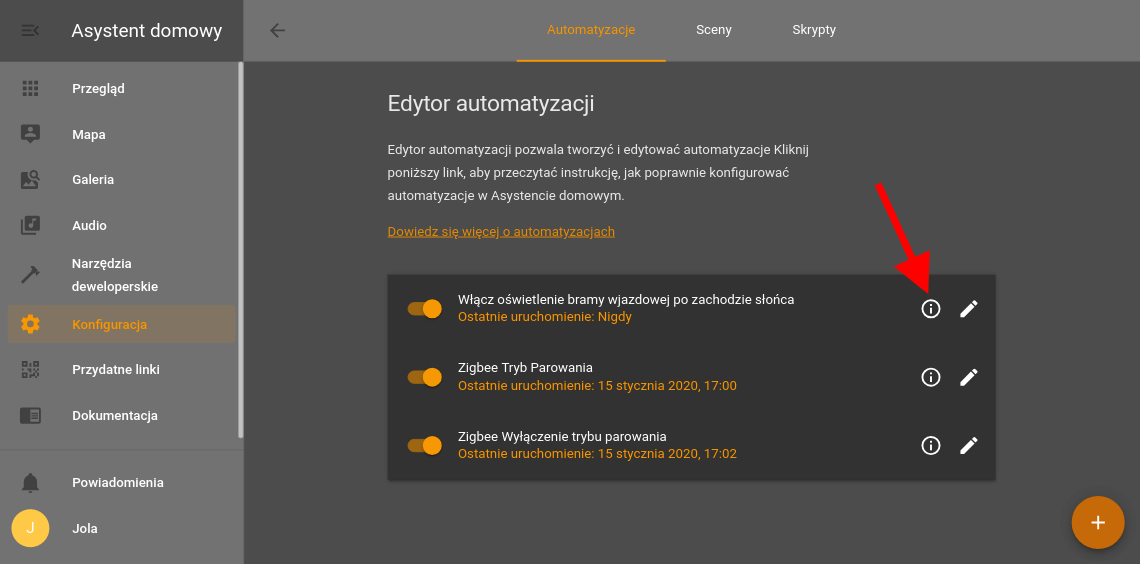 Asystent domowy
Przegląd
Mapa
Galeria
Audio
Narzędzia
deweloperskie
Konfiguracja
Przydatne linki
Dokumentacja
Powiadomienia
J
Jola
Automatyzacje
Sceny
Skrypty
Edytor automatyzacji
Edytor automatyzacji pozwala tworzyć i edytować automatyzacje Kliknij
poniższy link, aby przeczytać instrukcję, jak poprawnie konfigurować
automatyzacje w Asystencie domowym.
Dowiedz się więcej o automatyzacjach
Włącz oświetlenie bramy wjazdowej po zachodzie słońca
Ostatnie uruchomienie: Nigdy
Zigbee Tryb Parowania
Ostatnie uruchomienie: 15 stycznia 2020, 17:00
Zigbee Wyłączenie trybu parowania
Ostatnie uruchomienie: 15 stycznia 2020, 17:02